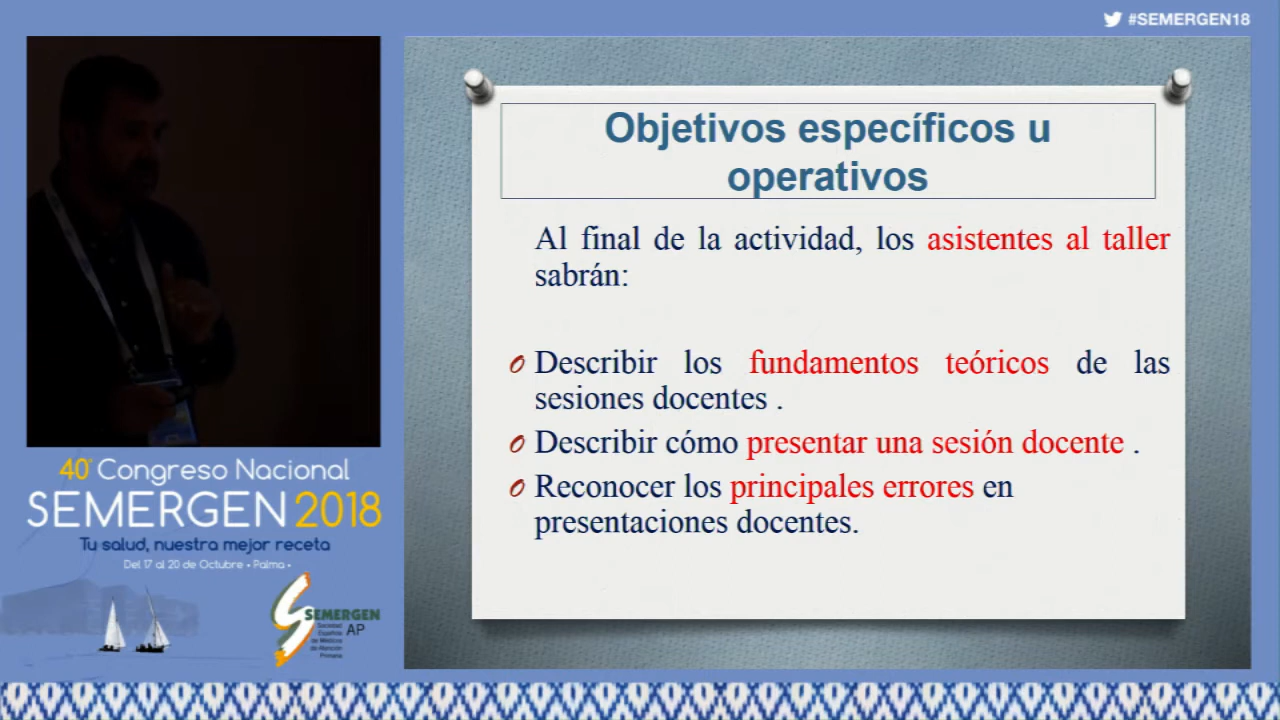 #SEMERGEN18
Objetivos específicos u
operativos
Al final de la actividad, los asistentes al taller
sabrán:
Describir los fundamentos teóricos de las
sesiones docentes .
Describir cómo presentar una sesión docente .
Reconocer los principales errores en
presentaciones docentes.
40º Congreso Nacional
SEMERGEN 2018
Tu salud, nuestra mejor receta
Del 17 al 20 de Octubre • Palma •
SEMERGEN
AP
Sociedad
Española
de Médicos
de Atención
Primaria